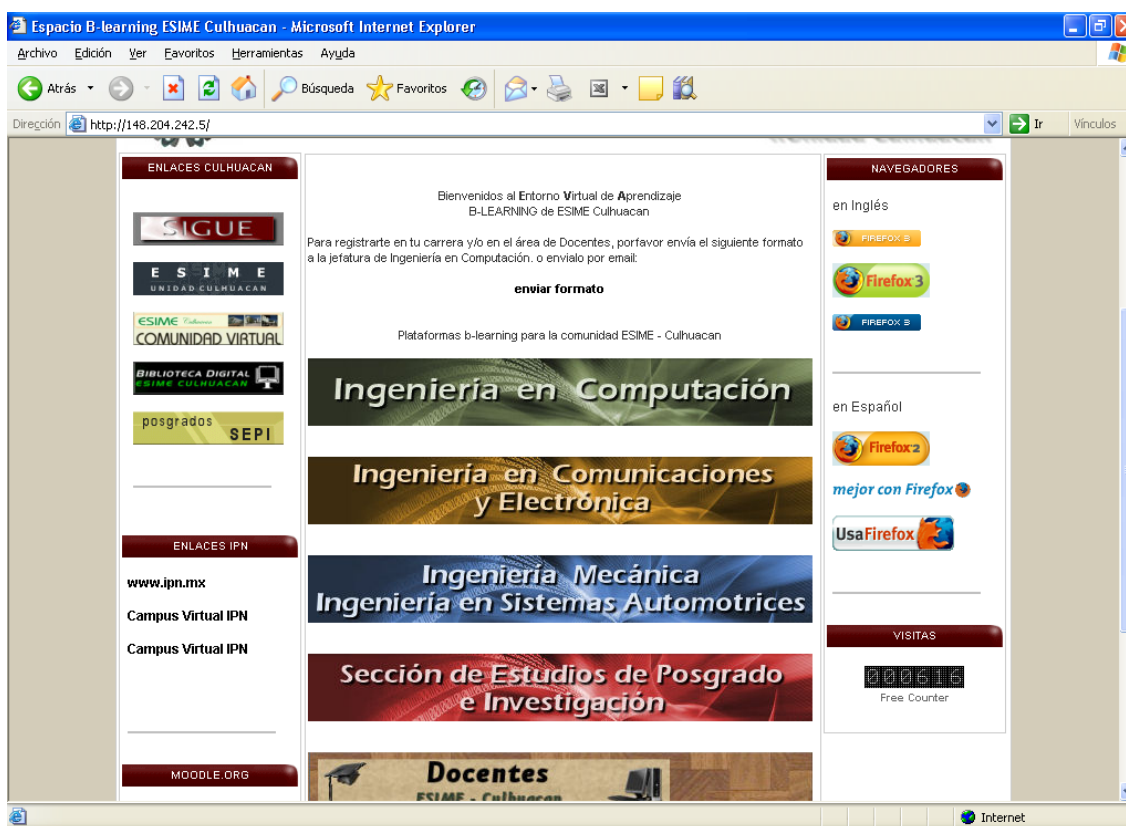 Espacio B-learning ESIME Culhuacan - Microsoft Internet Explorer
Archivo Edición Ver Favoritos Herramientas Ayuda
Atrás Búsqueda Favoritos
Dirección http://148.204.242.5/ Ir Vínculos
ENLACES CULHUACAN
SIGUE
ESIME
UNIDAD CULHUACAN
ESIME Culhuacan
COMUNIDAD VIRTUAL
BIBLIOTECA DIGITAL
ESIME CULHUACAN
posgrados
SEPI
ENLACES IPN
www.ipn.mx
Campus Virtual IPN
Campus Virtual IPN
MOODLE.ORG
Bienvenidos al Entorno Virtual de Aprendizaje
B-LEARNING de ESIME Culhuacan
Para registrarte en tu carrera y/o en el área de Docentes, porfavor envía el siguiente formato
a la jefatura de Ingeniería en Computación. o envialo por email:
enviar formato
Plataformas b-learning para la comunidad ESIME - Culhuacan
Ingeniería en Computación
Ingeniería en Comunicaciones
y Electrónica
Ingeniería Mecánica
Ingeniería en Sistemas Automotrices
Sección de Estudios de Posgrado
e Investigación
Docentes
ESIME - Culhuacan
NAVEGADORES
en Inglés
FIREFOX 3
Firefox 3
FIREFOX 3
en Español
Firefox 2
mejor con Firefox
UsaFirefox
VISITAS
000616
Free Counter
Internet